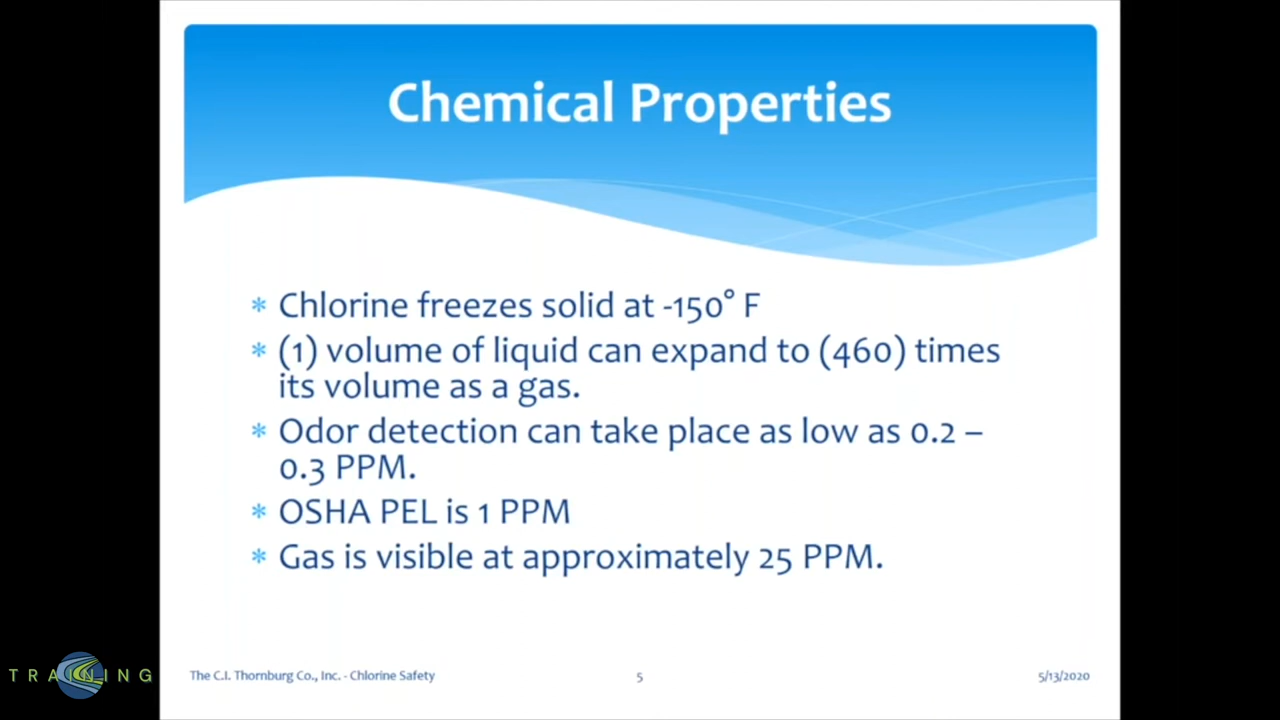 Chemical Properties
* Chlorine freezes solid at -150° F
* (1) volume of liquid can expand to (460) times
its volume as a gas.
* Odor detection can take place as low as 0.2 –
0.3 PPM.
* OSHA PEL is 1 PPM
* Gas is visible at approximately 25 PPM.
TRAINING
The C.I. Thornburg Co., Inc. - Chlorine Safety
5
5/13/2020